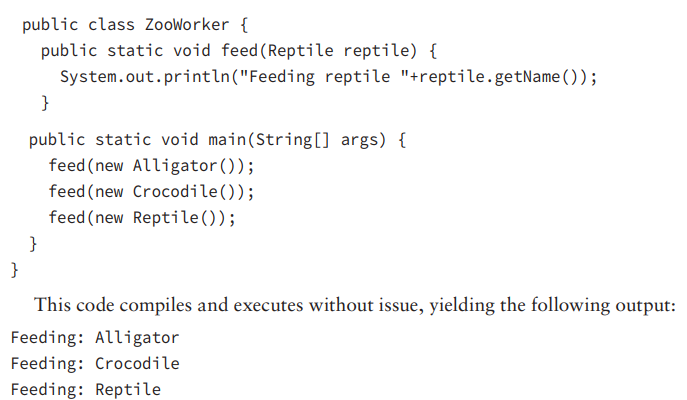 public class ZooWorker {
public static void feed(Reptile reptile) {
System.out.println("Feeding reptile "+reptile.getName());
}
public static void main(String[] args) {
feed(new Alligator());
feed(new Crocodile());
feed(new Reptile());
}
}
This code compiles and executes without issue, yielding the following output:
Feeding: Alligator
Feeding: Crocodile
Feeding: Reptile